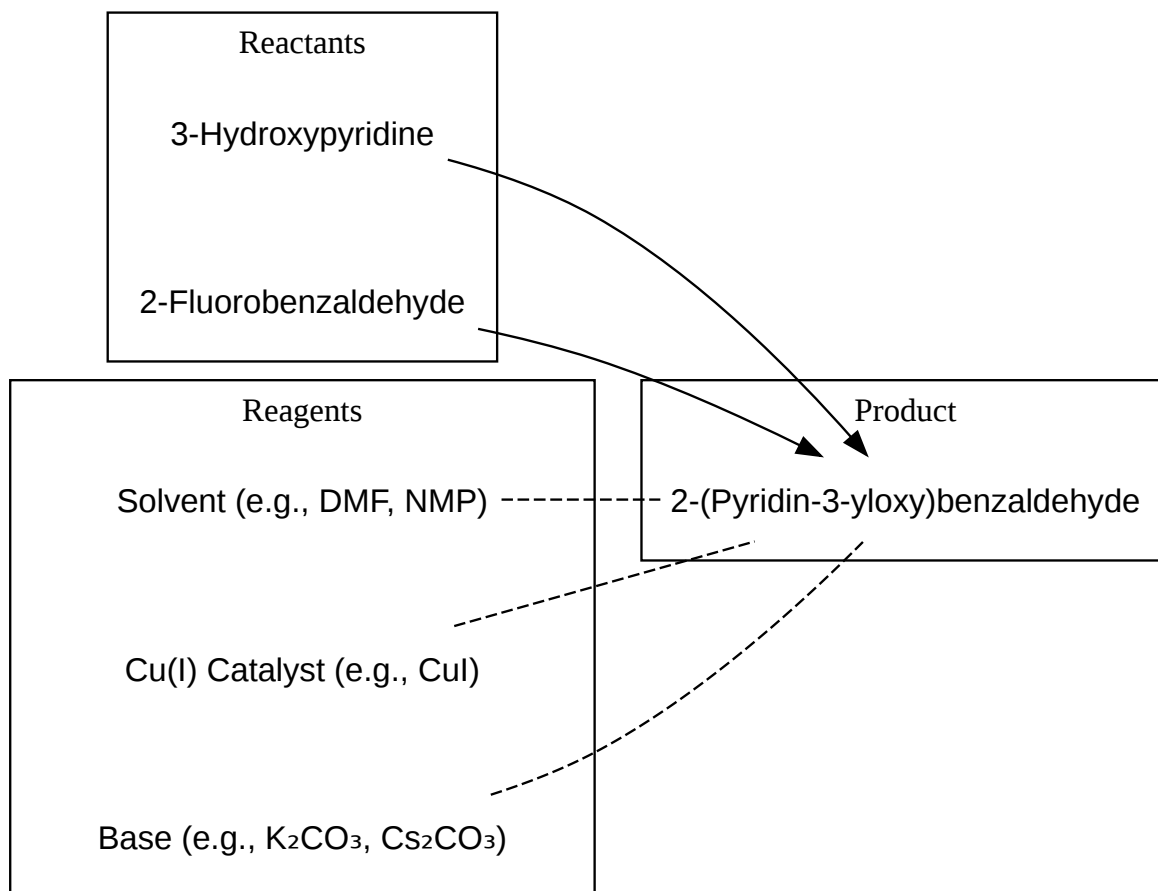 Reactants
3-Hydroxypyridine
2-Fluorobenzaldehyde
Reagents
Solvent (e.g., DMF, NMP)
Cu(I) Catalyst (e.g., CuI)
Base (e.g., K₂CO₃, Cs₂CO₃)
Product
2-(Pyridin-3-yloxy)benzaldehyde